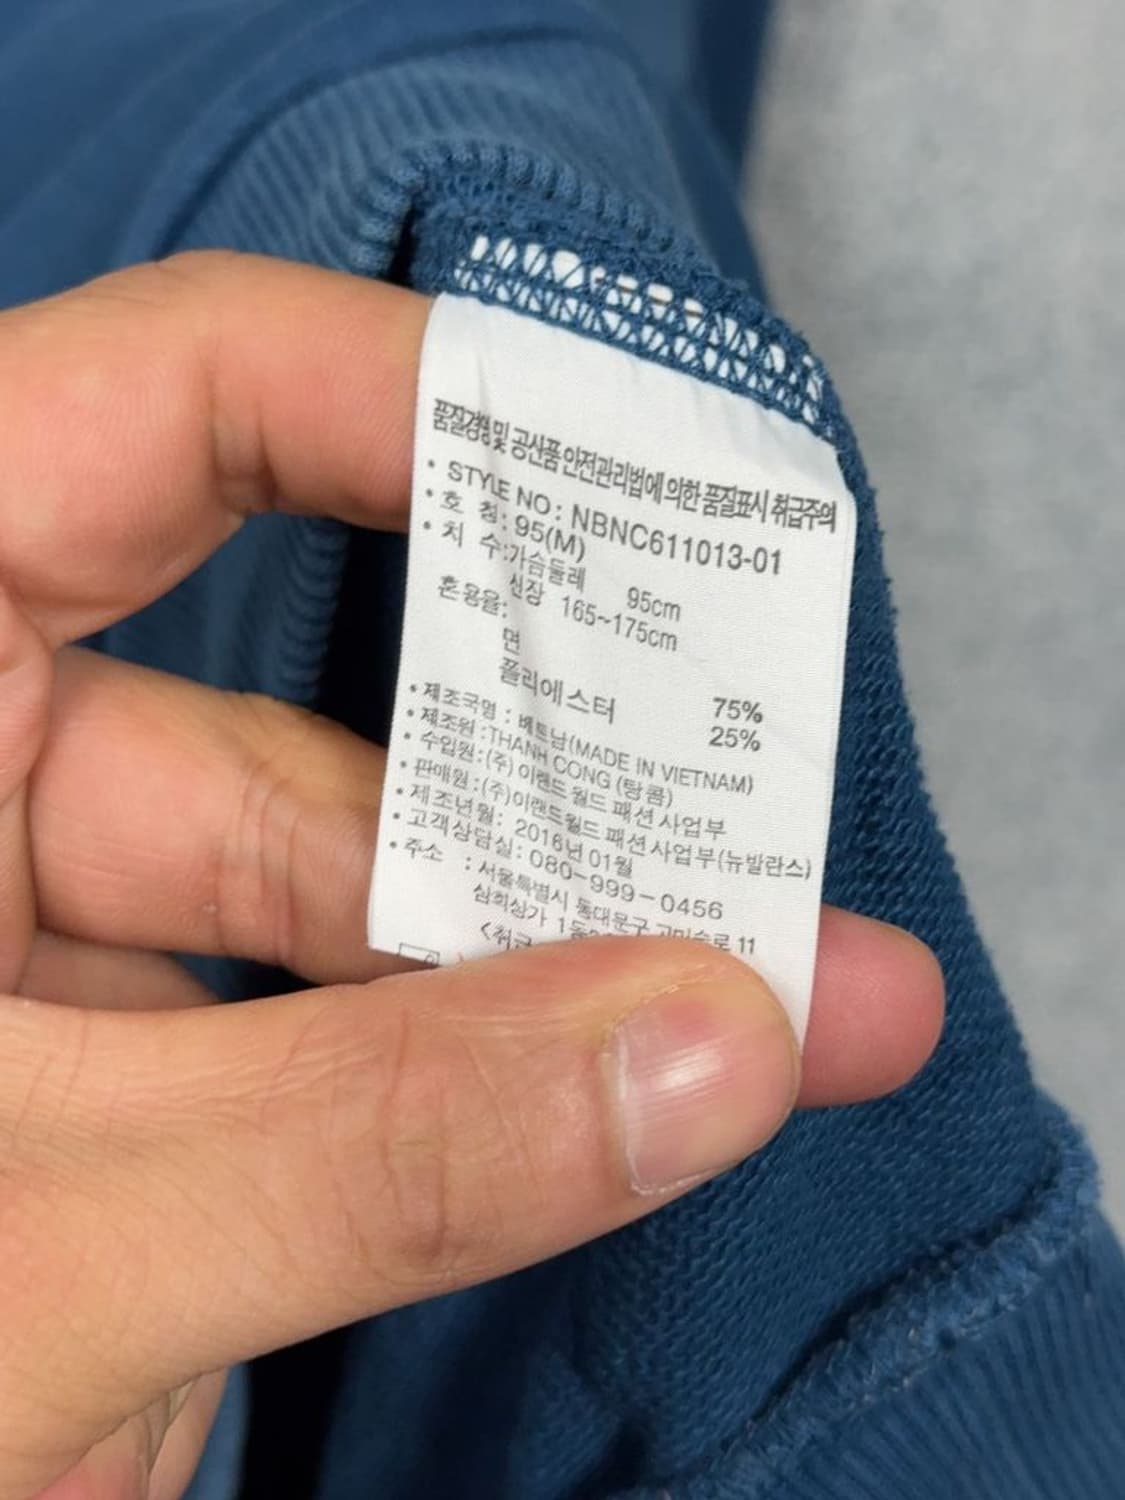 품질경영 및 공산품 안전관리법에 의한 품질표시 취급주의
• STYLE NO: NBNC611013-01
• 호 칭: 95(M)
• 치 수:가슴둘레 95cm
신장 165~175cm
혼용율:
면 75%
폴리에스터 25%
• 제조국명 : 베트남(MADE IN VIETNAM)
• 제조원 :THANH CONG (탕콤)
• 수입원:(주) 이랜드 월드 패션 사업부
• 판매원 :(주)이랜드월드 패션 사업부(뉴발란스)
• 제조년월: 2016년 01월
• 고객상담실: 080-999-0456
• 주소 : 서울특별시 동대문구 고미술로 11
삼희상가 1동
<취급